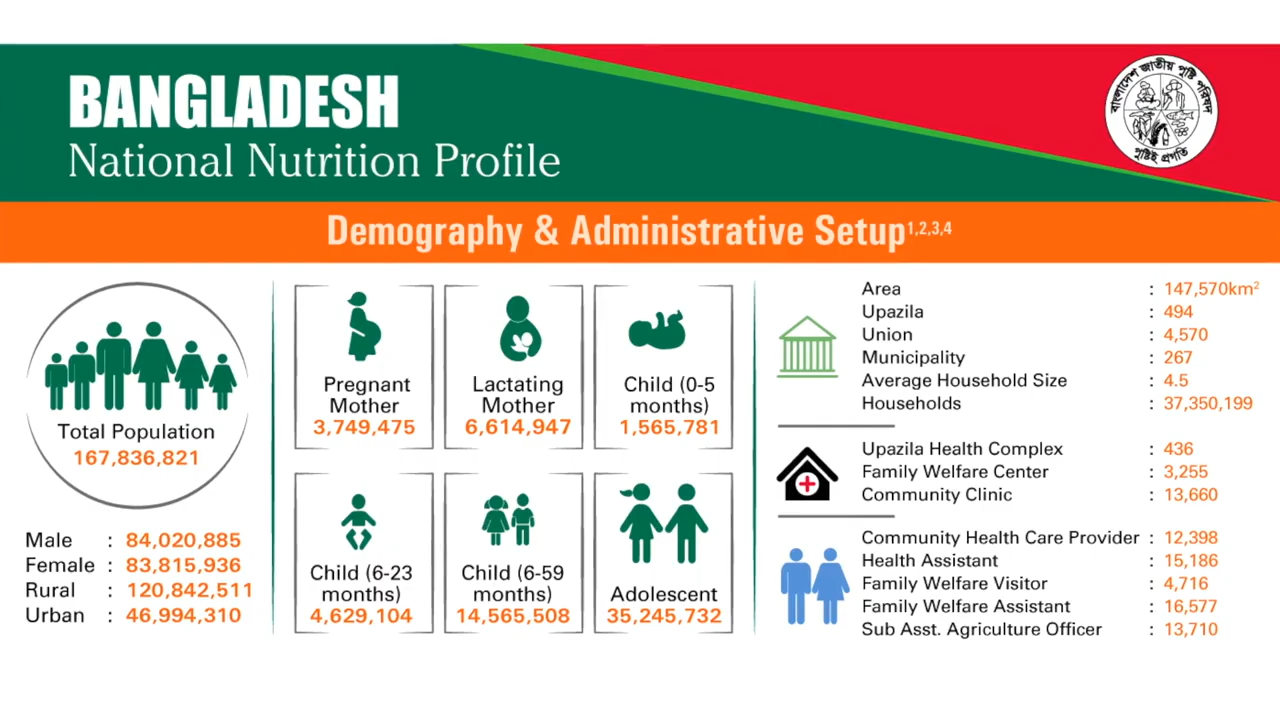 BANGLADESH
National Nutrition Profile
বাংলাদেশ জাতীয় পুষ্টি পরিষদ
পুষ্টিই প্রগতি
Demography & Administrative Setup1,2,3,4
Total Population
167,836,821
Male : 84,020,885
Female : 83,815,936
Rural : 120,842,511
Urban : 46,994,310
Pregnant
Mother
3,749,475
Lactating
Mother
6,614,947
Child (0-5
months)
1,565,781
Child (6-23
months)
4,629,104
Child (6-59
months)
14,565,508
Adolescent
35,245,732
Area : 147,570km²
Upazila : 494
Union : 4,570
Municipality : 267
Average Household Size : 4.5
Households : 37,350,199
Upazila Health Complex : 436
Family Welfare Center : 3,255
Community Clinic : 13,660
Community Health Care Provider : 12,398
Health Assistant : 15,186
Family Welfare Visitor : 4,716
Family Welfare Assistant : 16,577
Sub Asst. Agriculture Officer : 13,710